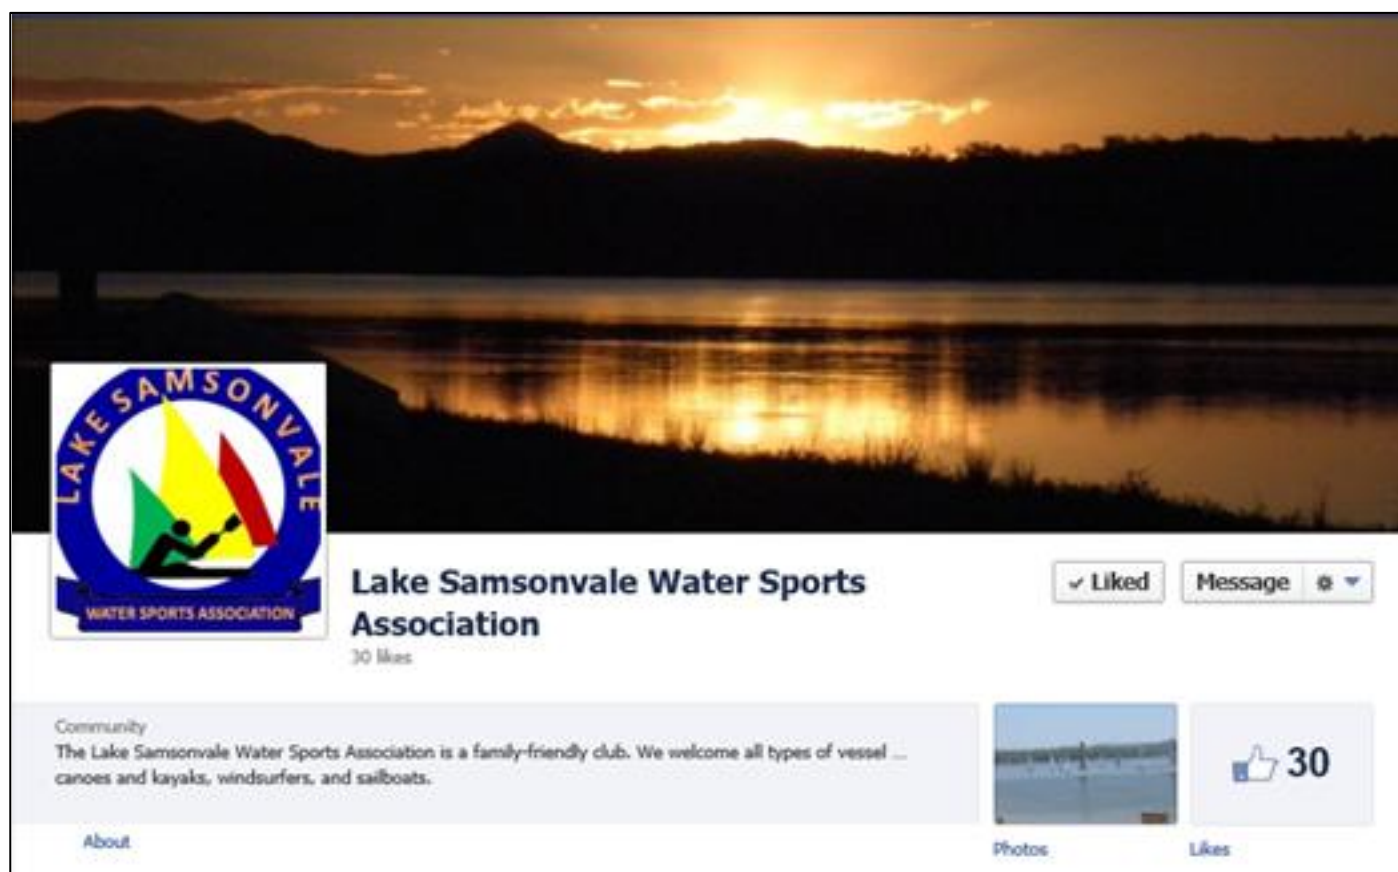 LAKE SAMSONVALE
WATER SPORTS ASSOCIATION
Lake Samsonvale Water Sports
Association
30 likes
Liked
Message
Community
The Lake Samsonvale Water Sports Association is a family-friendly club. We welcome all types of vessel ...
canoes and kayaks, windsurfers, and sailboats.
30
About
Photos
Likes